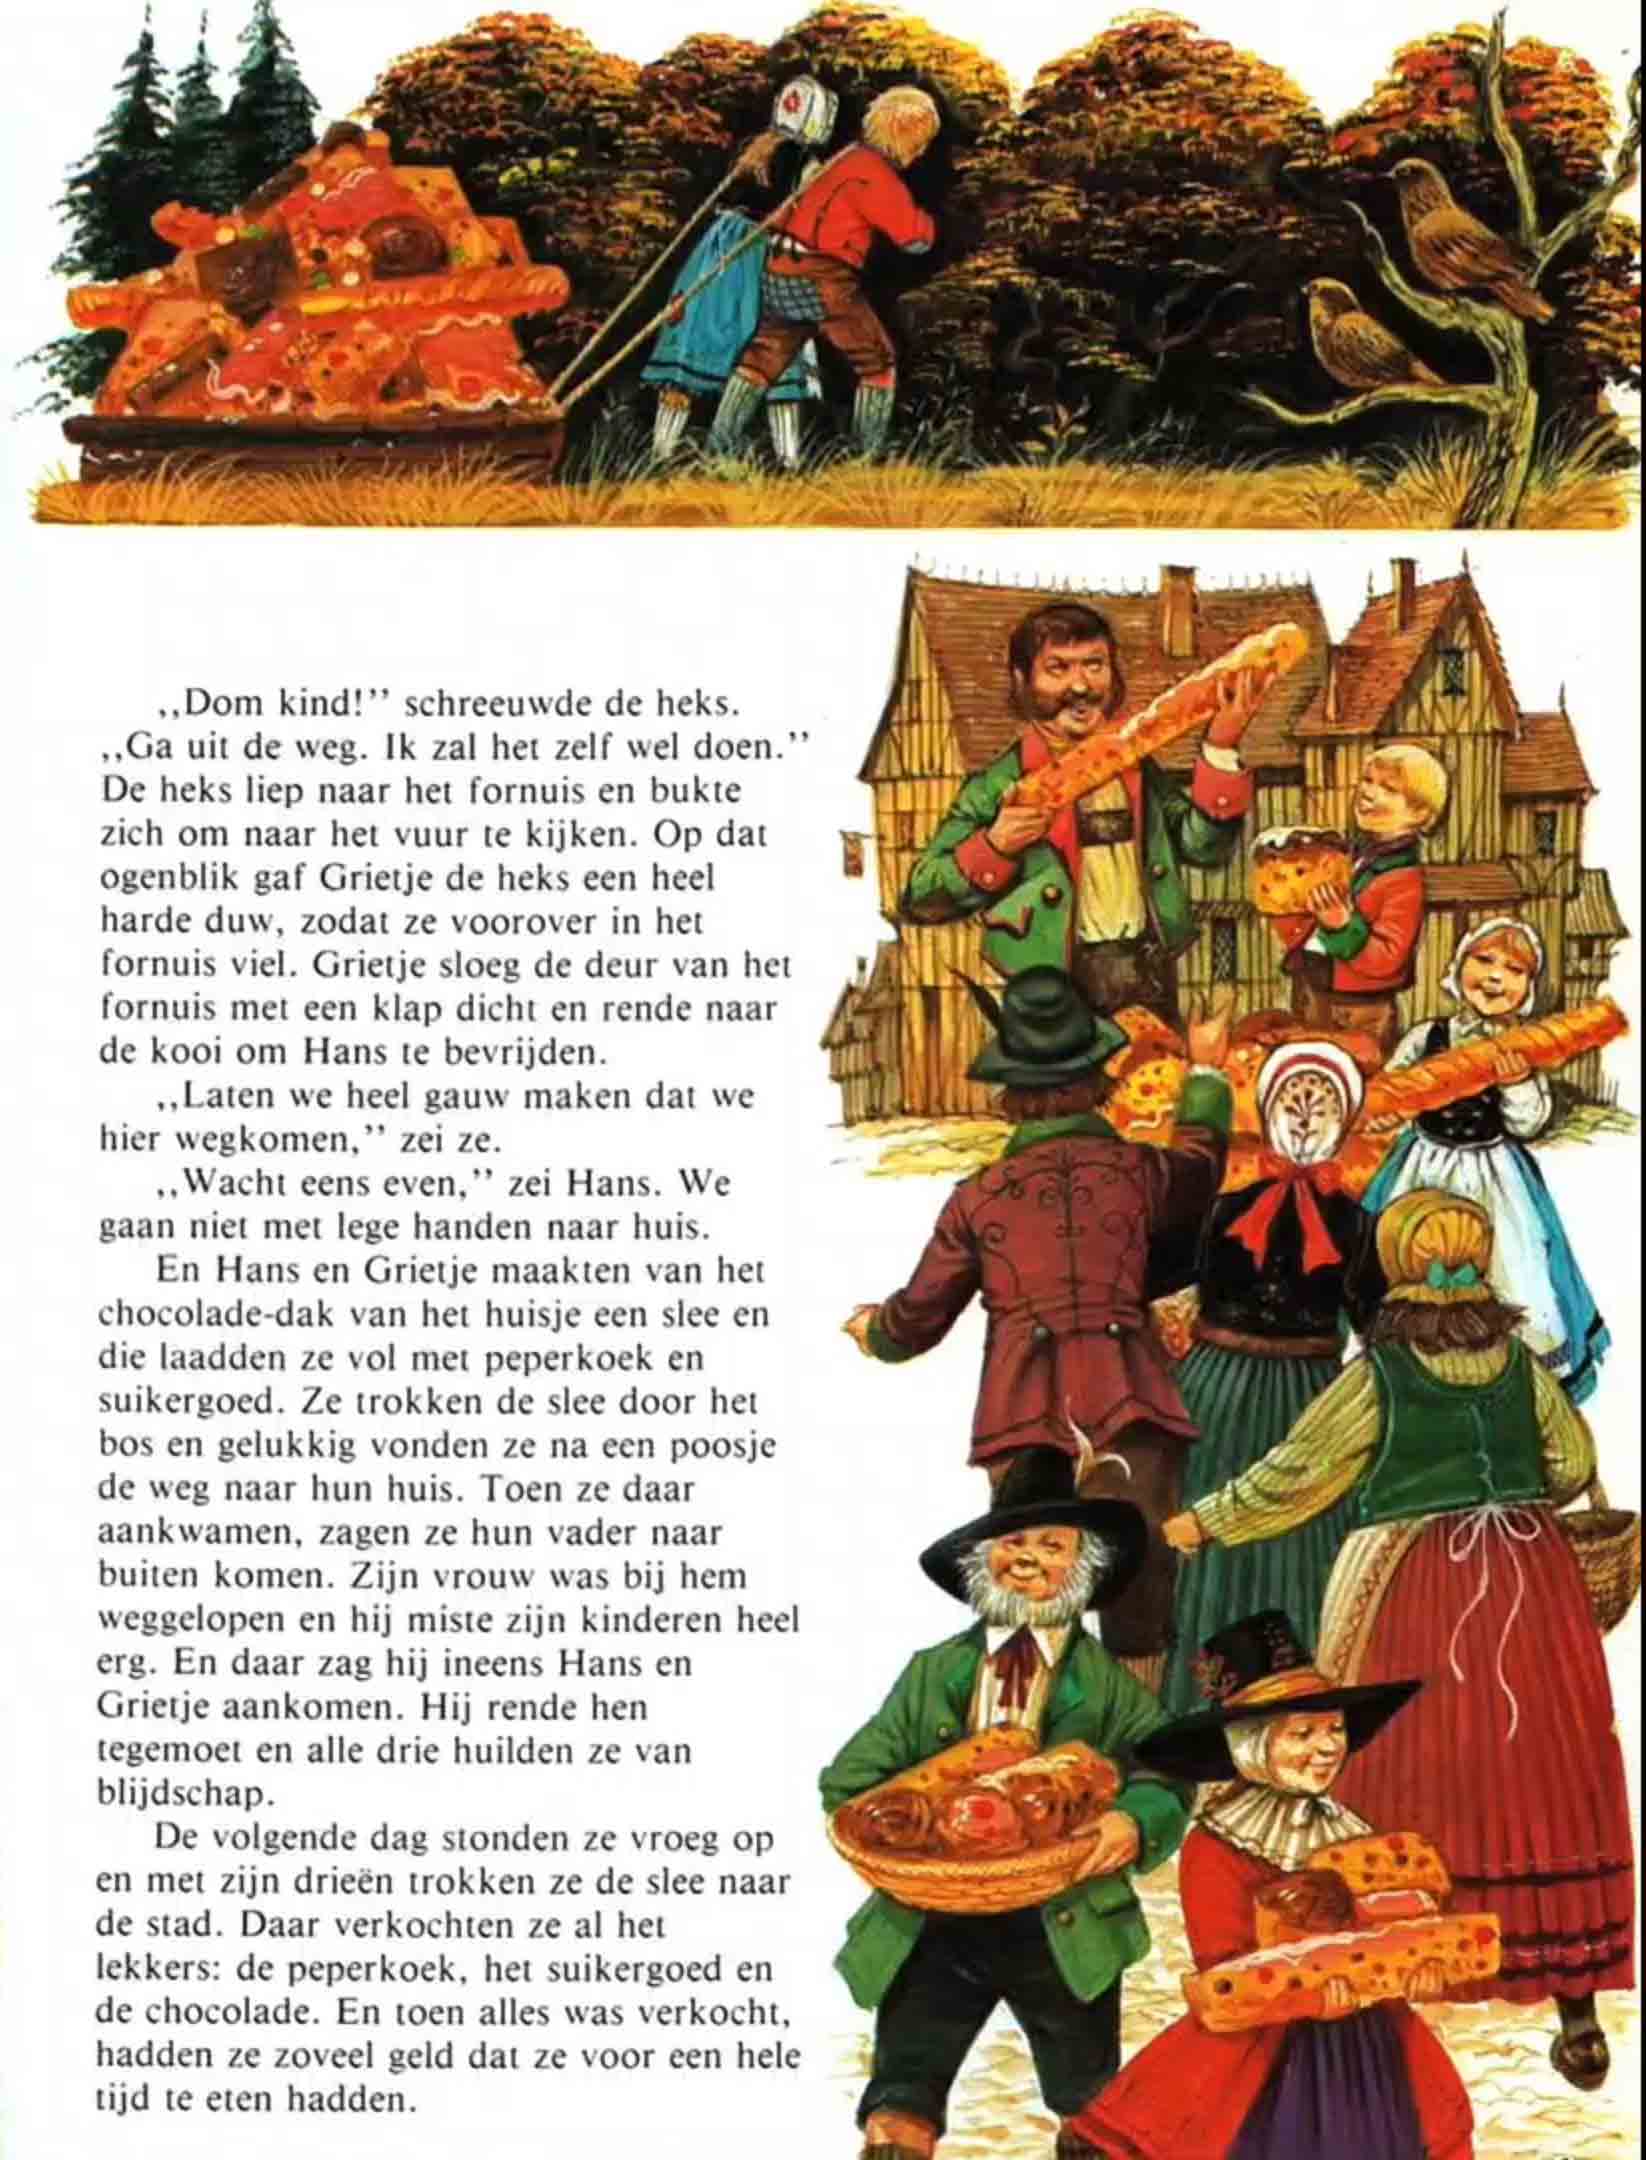 ,,Dom kind!” schreeuwde de heks.
,,Ga uit de weg. Ik zal het zelf wel doen.”
De heks liep naar het fornuis en bukte
zich om naar het vuur te kijken. Op dat
ogenblik gaf Grietje de heks een heel
harde duw, zodat ze voorover in het
fornuis viel. Grietje sloeg de deur van het
fornuis met een klap dicht en rende naar
de kooi om Hans te bevrijden.
,,Laten we heel gauw maken dat we
hier wegkomen,” zei ze.
,,Wacht eens even,” zei Hans. We
gaan niet met lege handen naar huis.
En Hans en Grietje maakten van het
chocolade-dak van het huisje een slee en
die laadden ze vol met peperkoek en
suikergoed. Ze trokken de slee door het
bos en gelukkig vonden ze na een poosje
de weg naar hun huis. Toen ze daar
aankwamen, zagen ze hun vader naar
buiten komen. Zijn vrouw was bij hem
weggelopen en hij miste zijn kinderen heel
erg. En daar zag hij ineens Hans en
Grietje aankomen. Hij rende hen
tegemoet en alle drie huilden ze van
blijdschap.
De volgende dag stonden ze vroeg op
en met zijn drieën trokken ze de slee naar
de stad. Daar verkochten ze al het
lekkers: de peperkoek, het suikergoed en
de chocolade. En toen alles was verkocht,
hadden ze zoveel geld dat ze voor een hele
tijd te eten hadden.